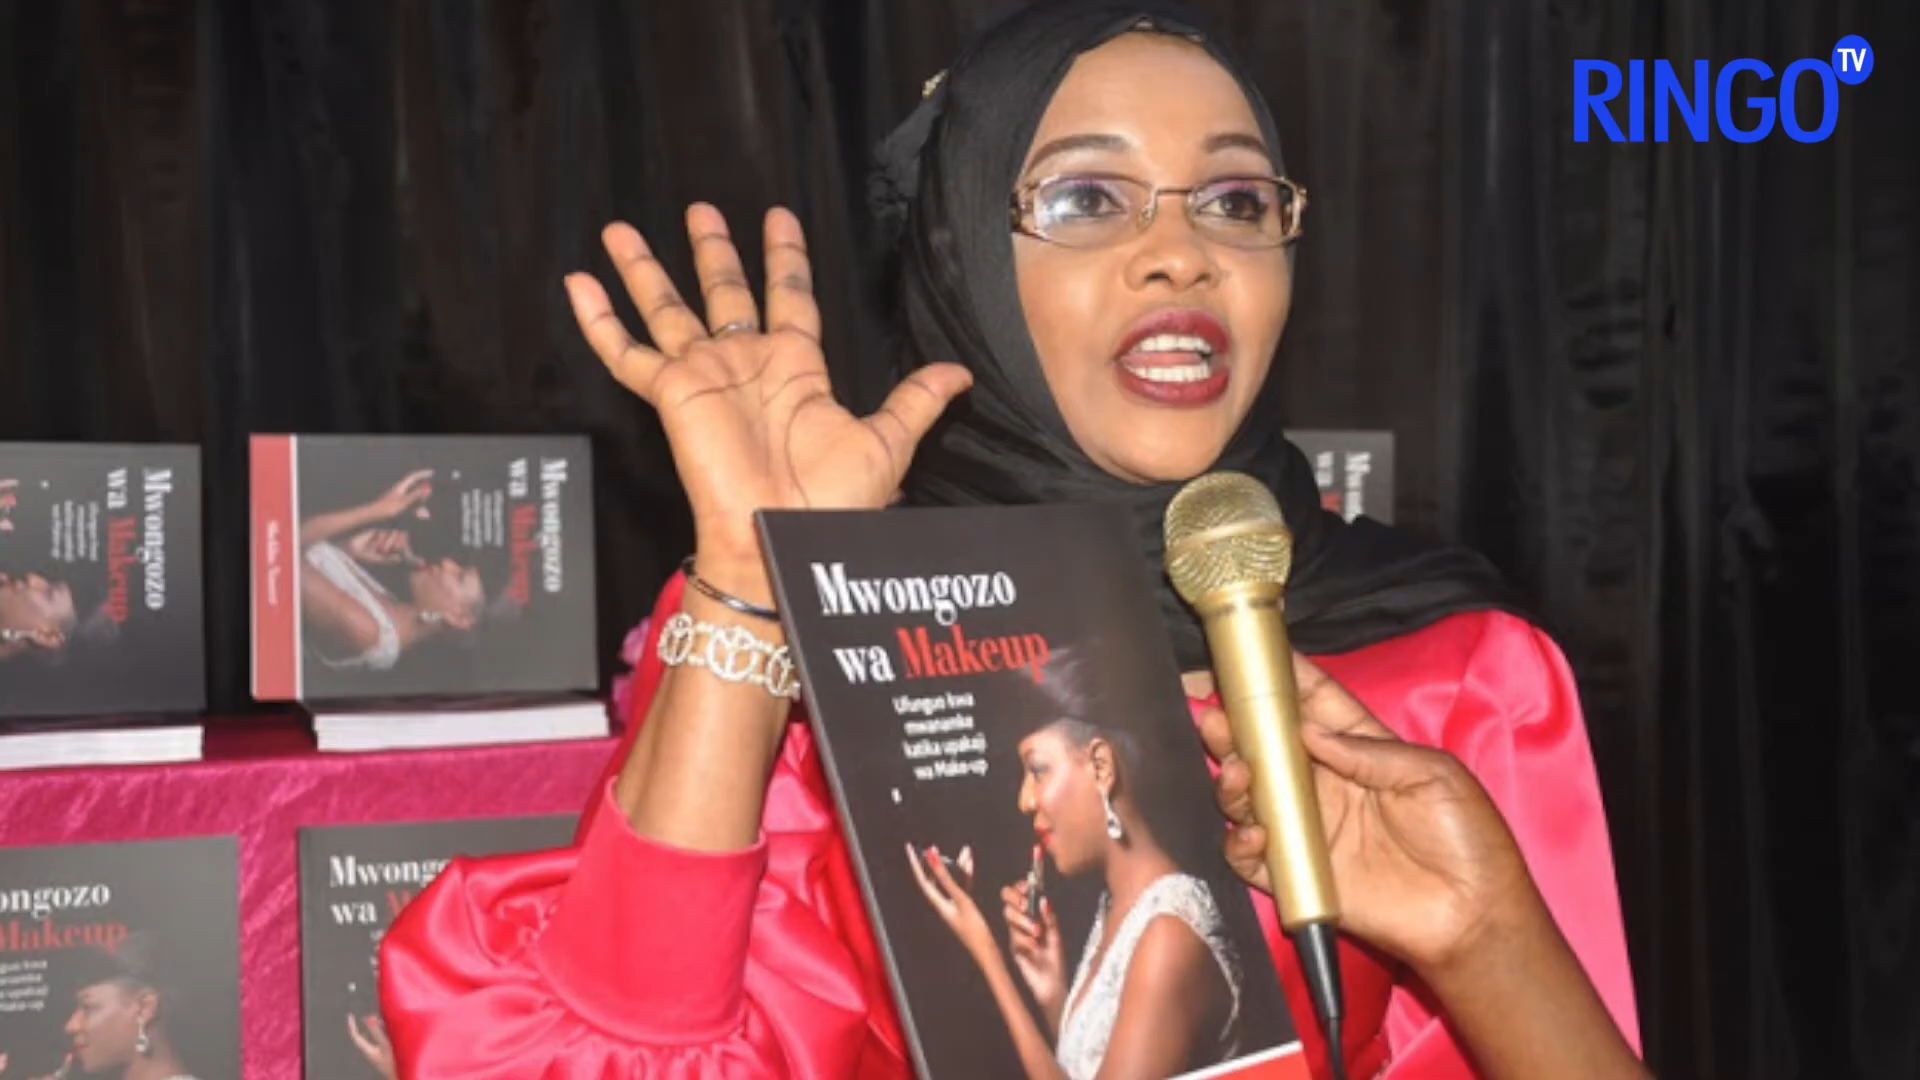 RINGO TV
Mwongozo
wa Makeup
Ufunguo kwa
mwanamke
katika upakaji
wa Make-up
Mwongozo
wa Makeup
Mwongozo
wa Makeup
ongozo
Makeup
Mwongo
wa M